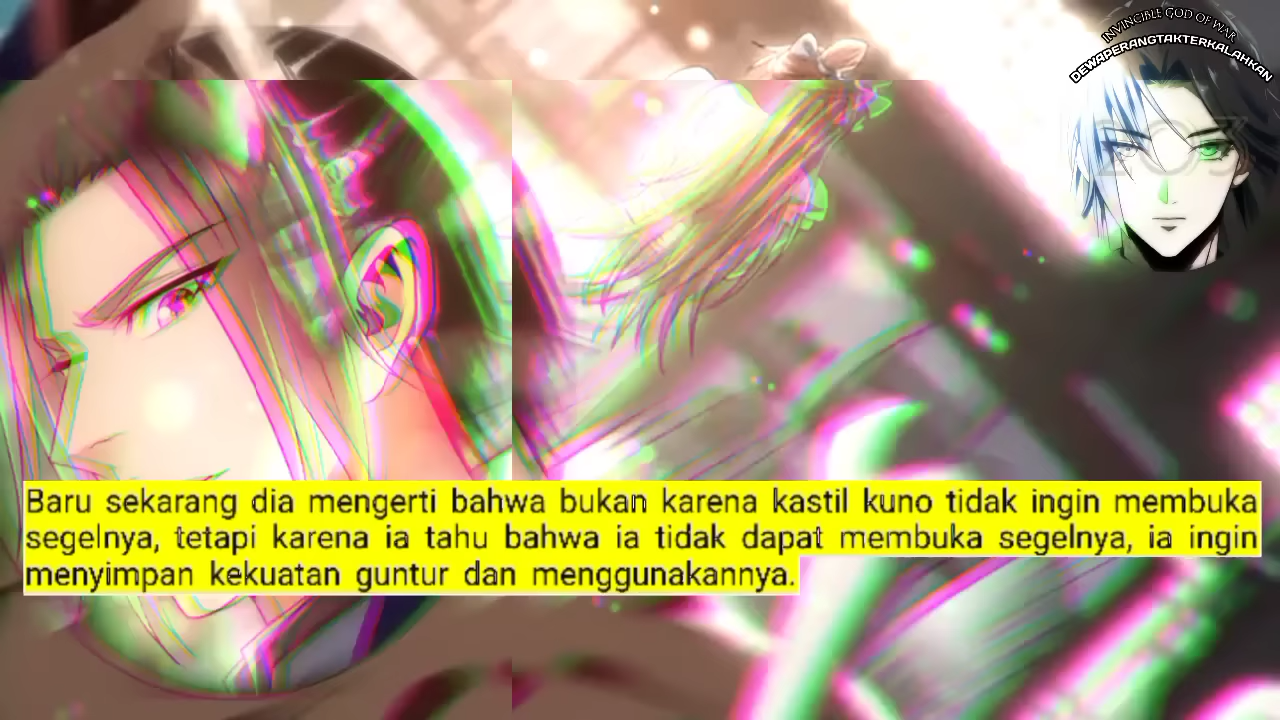 INVINCIBLE GOD OF WAR
DEWAPERANGTAKTERKALAHKAN
Baru sekarang dia mengerti bahwa bukan karena kastil kuno tidak ingin membuka
segelnya, tetapi karena ia tahu bahwa ia tidak dapat membuka segelnya, ia ingin
menyimpan kekuatan guntur dan menggunakannya.